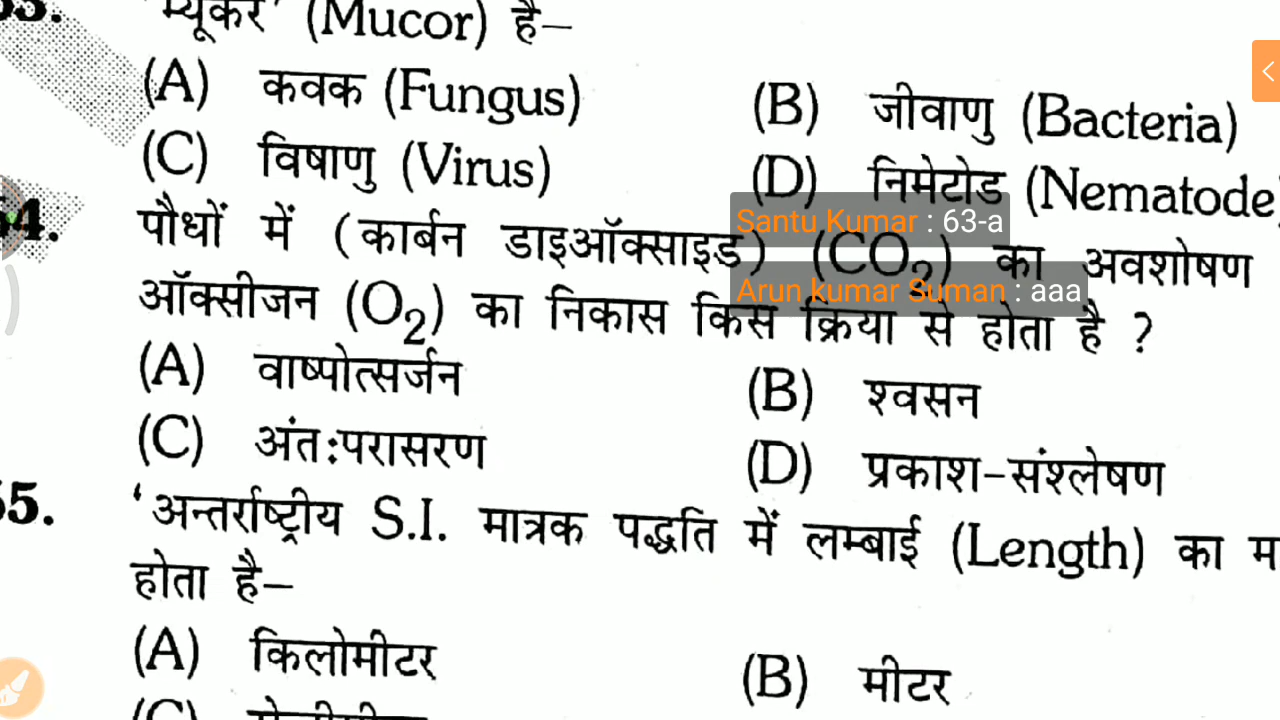 म्यूकर' (Mucor) है–
(A) कवक (Fungus) (B) जीवाणु (Bacteria)
(C) विषाणु (Virus) (D) निमेटोड (Nematode)
पौधों में (कार्बन डाइऑक्साइड) (CO₂) का अवशोषण
Santu Kumar : 63-a
ऑक्सीजन (O₂) का निकास किस क्रिया से होता है ?
Arun kumar Suman : aaa
(A) वाष्पोत्सर्जन (B) श्वसन
(C) अंतःपरासरण (D) प्रकाश-संश्लेषण
'अन्तर्राष्ट्रीय S.I. मात्रक पद्धति में लम्बाई (Length) का
होता है–
(A) किलोमीटर (B) मीटर